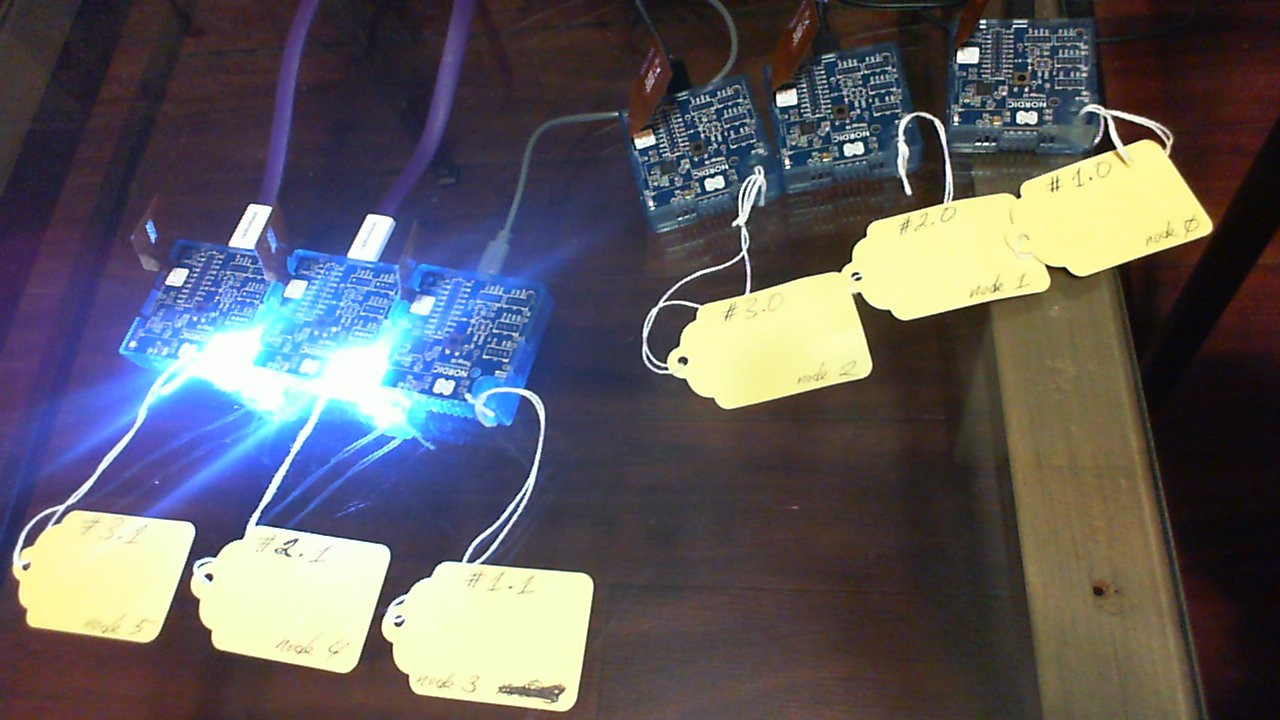 NORDIC
NORDIC
NORDIC
#1.0
node 0
#2.0
node 1
#3.0
node 2
NORDIC
#3.1
node 5
#2.1
node 4
#1.1
node 3